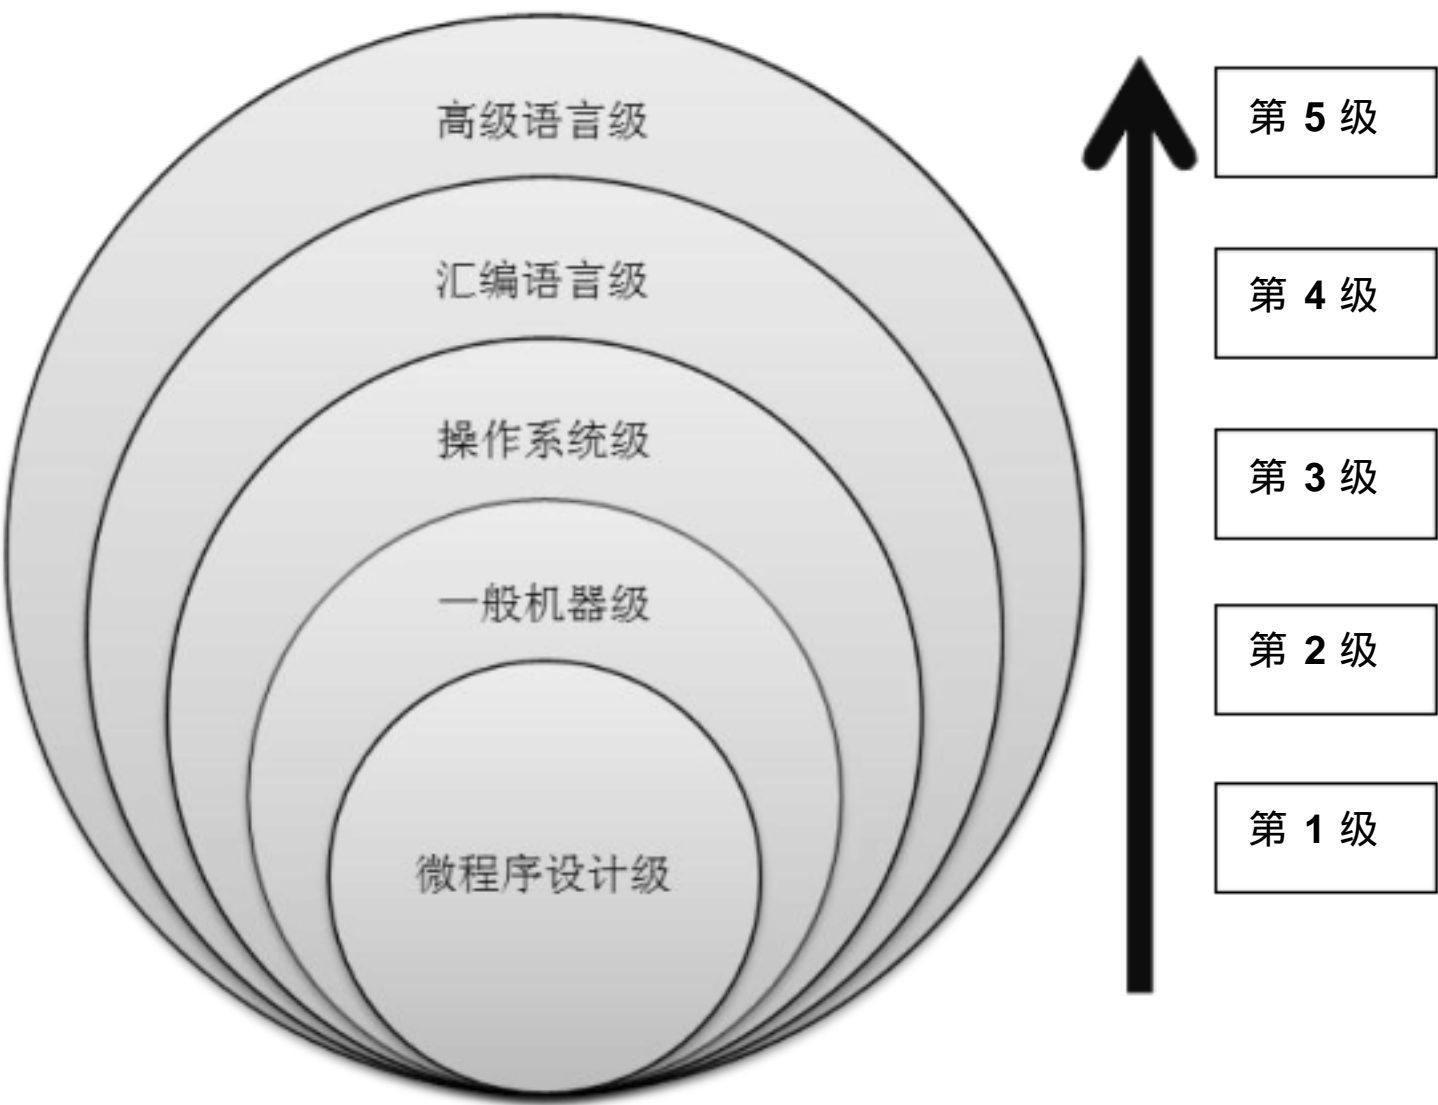 高级语言级
第 5 级
汇编语言级
第 4 级
操作系统级
第 3 级
一般机器级
第 2 级
微程序设计级
第 1 级